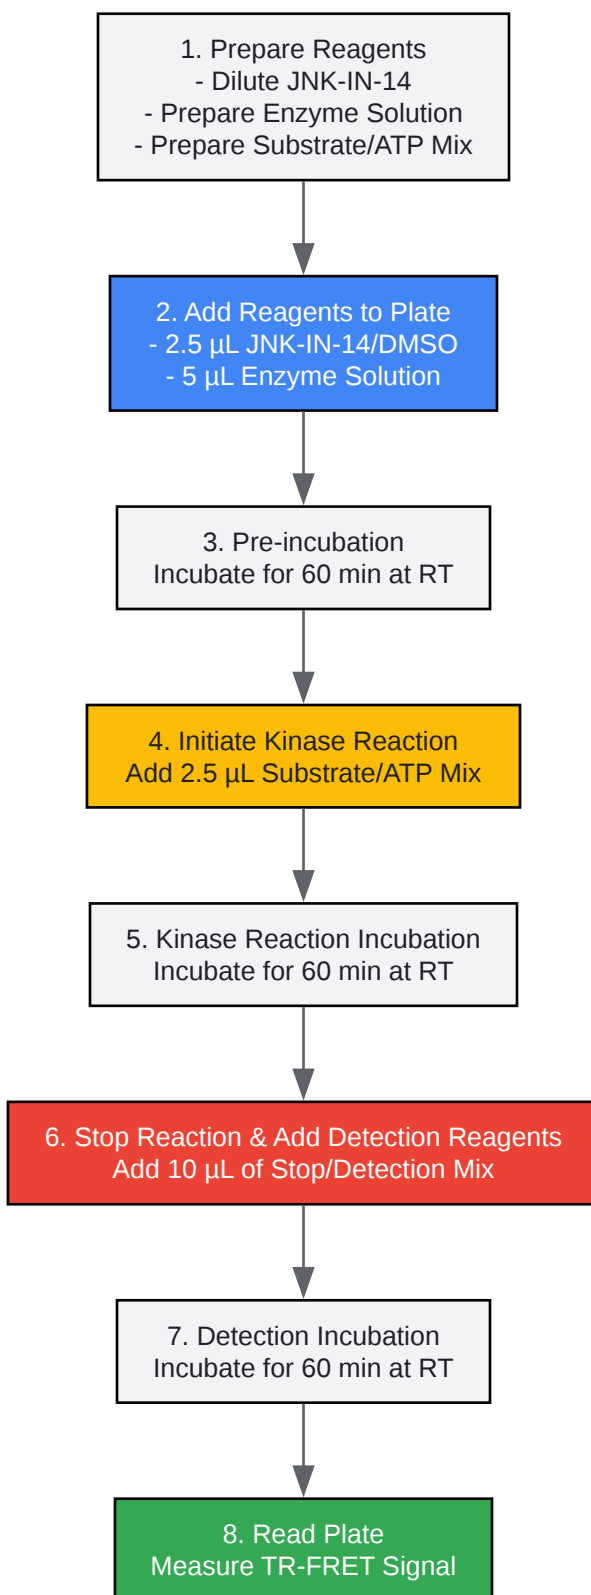 1. Prepare Reagents
- Dilute JNK-IN-14
- Prepare Enzyme Solution
- Prepare Substrate/ATP Mix
2. Add Reagents to Plate
- 2.5 µL JNK-IN-14/DMSO
- 5 µL Enzyme Solution
3. Pre-incubation
Incubate for 60 min at RT
4. Initiate Kinase Reaction
Add 2.5 µL Substrate/ATP Mix
5. Kinase Reaction Incubation
Incubate for 60 min at RT
6. Stop Reaction & Add Detection Reagents
Add 10 µL of Stop/Detection Mix
7. Detection Incubation
Incubate for 60 min at RT
8. Read Plate
Measure TR-FRET Signal